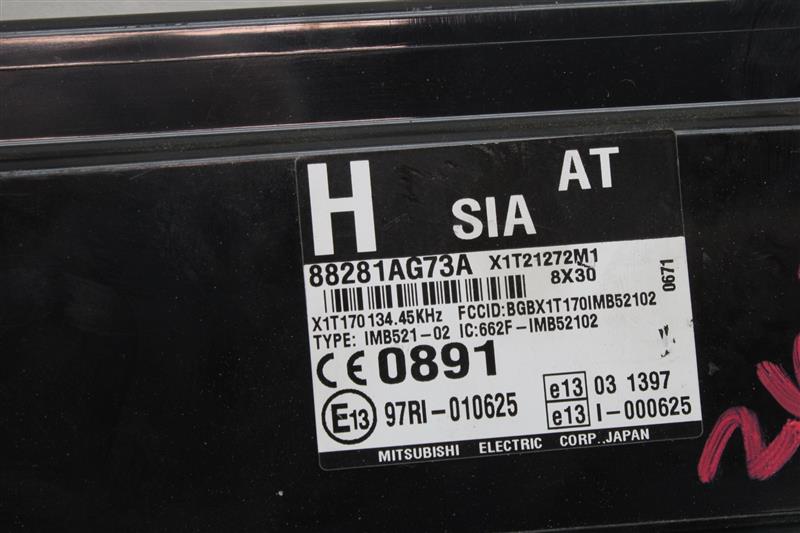 H SIA AT
88281AG73A X1T21272M1
8X30
0671
X1T170 134.45KHz FCCID:BGBX1T170IMB52102
TYPE: IMB521-02 IC:662F-IMB52102
CE 0891
E13 97RI-010625
e13 03 1397
e13 I-000625
MITSUBISHI ELECTRIC CORP., JAPAN